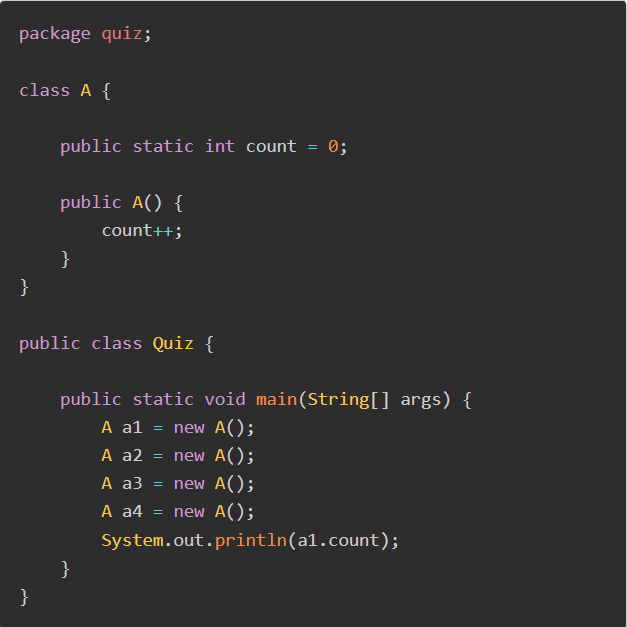 package quiz;
class A {
public static int count = 0;
public A() {
count++;
}
}
public class Quiz {
public static void main(String[] args) {
A a1 = new A();
A a2 = new A();
A a3 = new A();
A a4 = new A();
System.out.println(a1.count);
}
}